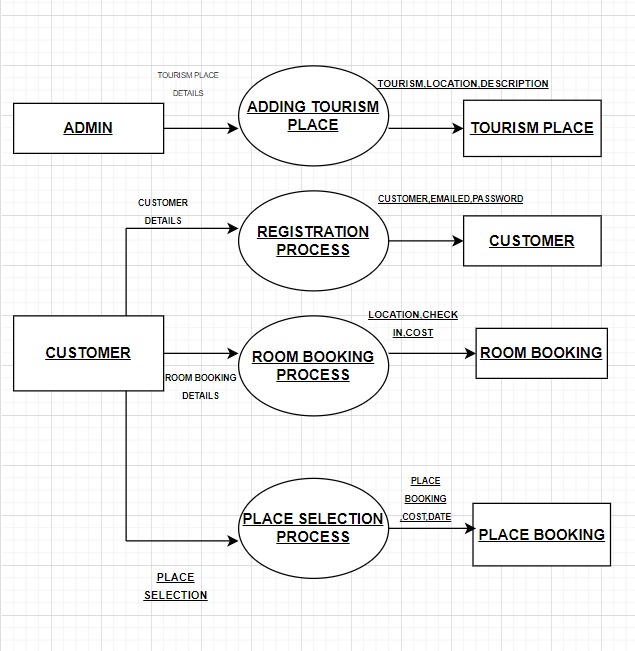 TOURISM PLACE
DETAILS
ADDING TOURISM
PLACE
TOURISM,LOCATION,DESCRIPTION
ADMIN
TOURISM PLACE
CUSTOMER
DETAILS
REGISTRATION
PROCESS
CUSTOMER,EMAILED,PASSWORD
CUSTOMER
CUSTOMER
ROOM BOOKING
DETAILS
ROOM BOOKING
PROCESS
LOCATION,CHECK
IN,COST
ROOM BOOKING
PLACE
SELECTION
PLACE SELECTION
PROCESS
PLACE
BOOKING
,COST,DATE
PLACE BOOKING